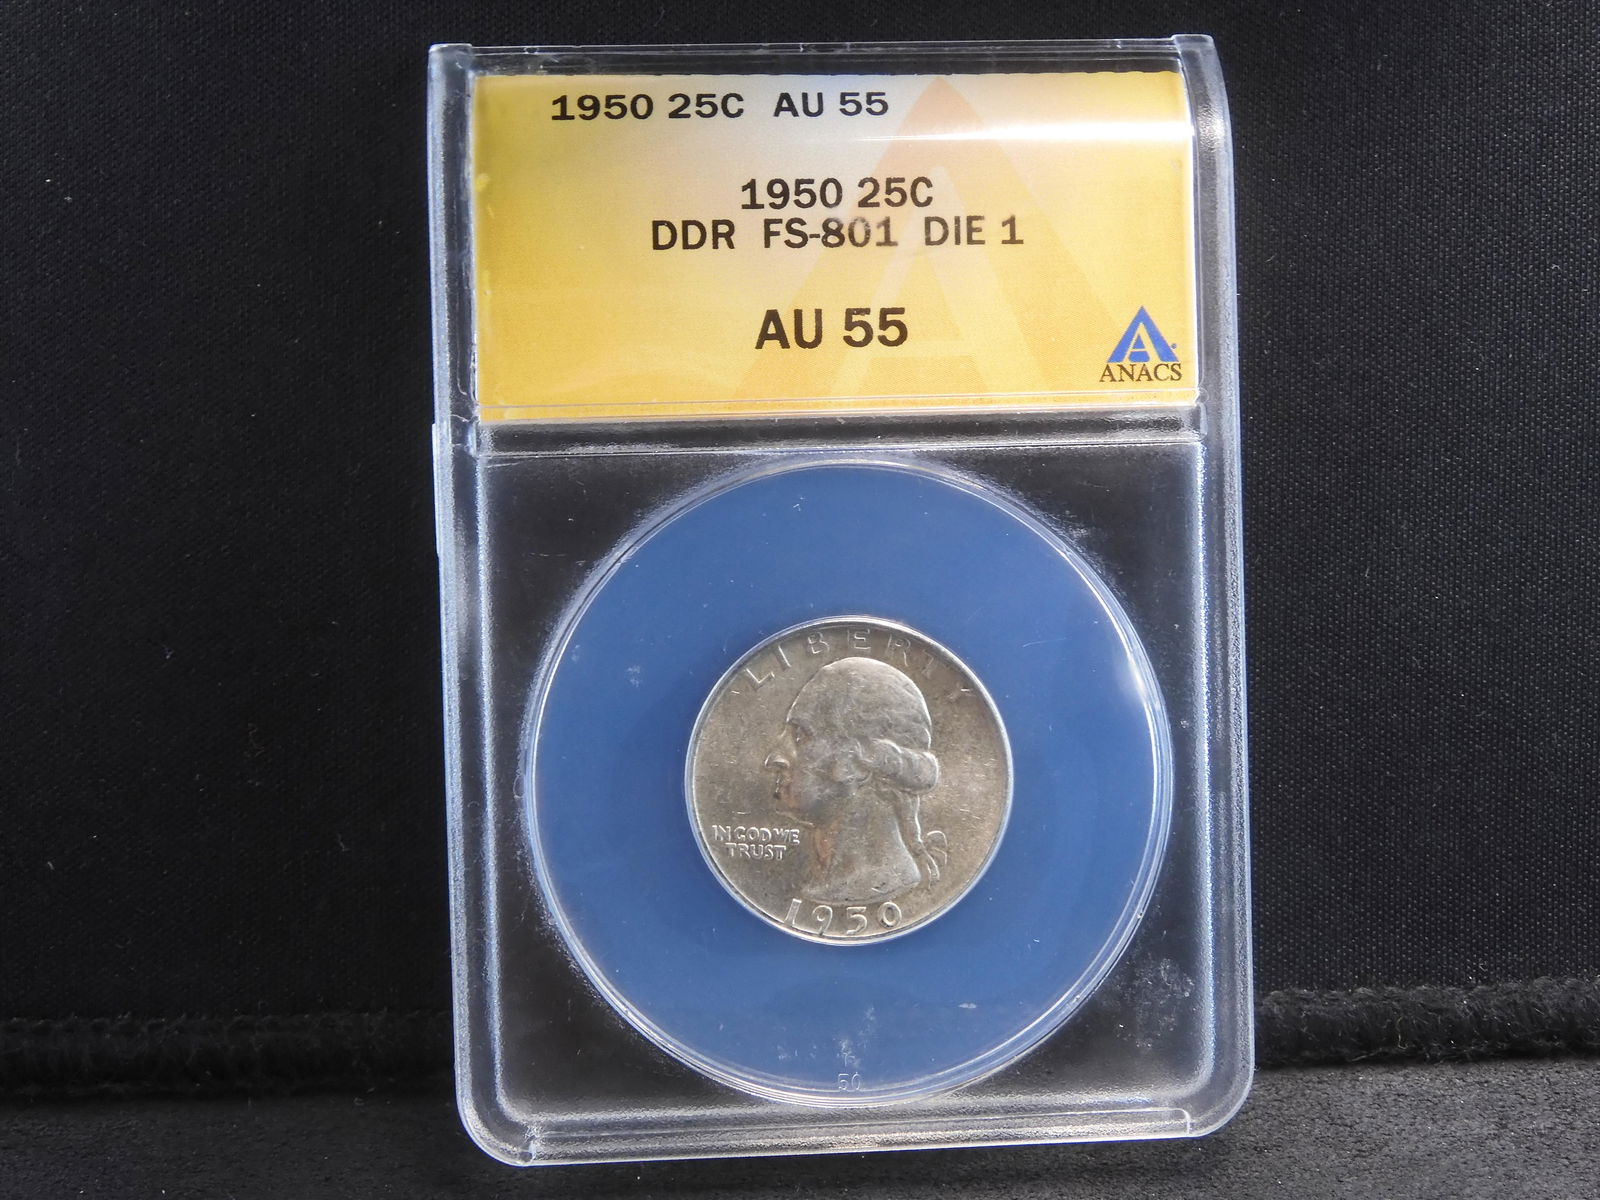 1950 25C AU 55
1950 25C
DDR FS-801 DIE 1
AU 55
ANACS
LIBERTY
IN GOD WE
TRUST
1950
50